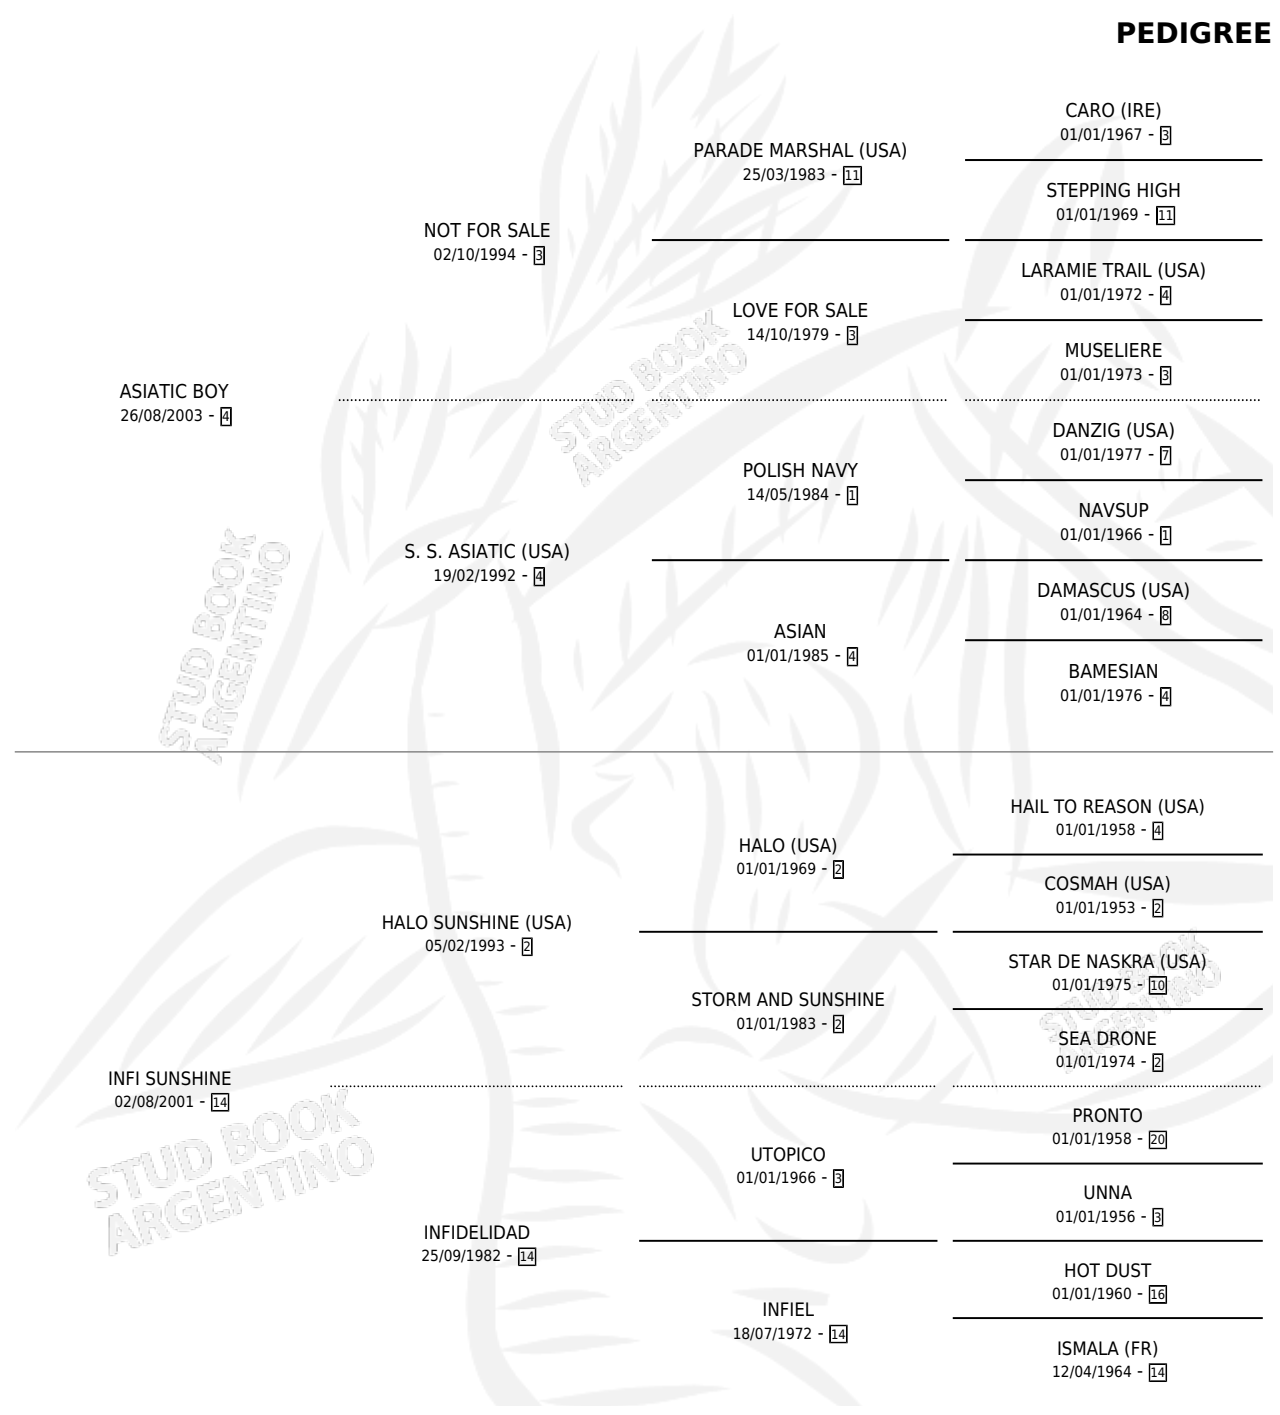 PEDIGREE
CARO (IRE)
01/01/1967 - 3
PARADE MARSHAL (USA)
25/03/1983 - 11
STEPPING HIGH
01/01/1969 - 11
NOT FOR SALE
02/10/1994 - 3
LARAMIE TRAIL (USA)
01/01/1972 - 4
LOVE FOR SALE
14/10/1979 - 3
MUSELIERE
01/01/1973 - 3
ASIATIC BOY
26/08/2003 - 4
STUD BOOK
ARGENTINO
DANZIG (USA)
01/01/1977 - 7
POLISH NAVY
14/05/1984 - 1
NAVSUP
01/01/1966 - 1
S. S. ASIATIC (USA)
19/02/1992 - 4
DAMASCUS (USA)
01/01/1964 - 8
ASIAN
01/01/1985 - 4
BAMESIAN
01/01/1976 - 4
STUD BOOK
ARGENTINO
HAIL TO REASON (USA)
01/01/1958 - 4
HALO (USA)
01/01/1969 - 2
COSMAH (USA)
01/01/1953 - 2
HALO SUNSHINE (USA)
05/02/1993 - 2
STAR DE NASKRA (USA)
01/01/1975 - 10
STORM AND SUNSHINE
01/01/1983 - 2
SEA DRONE
01/01/1974 - 2
STUD BOOK
ARGENTINO
INFI SUNSHINE
02/08/2001 - 14
PRONTO
01/01/1958 - 20
UTOPICO
01/01/1966 - 3
UNNA
01/01/1956 - 3
STUD BOOK
ARGENTINO
INFIDELIDAD
25/09/1982 - 14
HOT DUST
01/01/1960 - 16
INFIEL
18/07/1972 - 14
ISMALA (FR)
12/04/1964 - 14